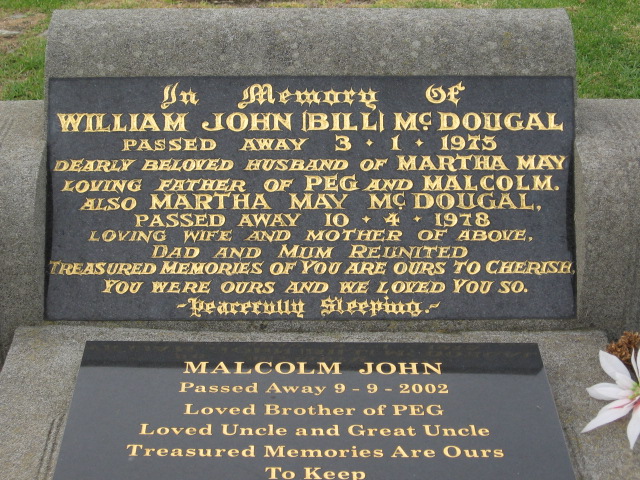 In Memory Of
WILLIAM JOHN (BILL) McDOUGAL
PASSED AWAY 3 · 1 · 1975
DEARLY BELOVED HUSBAND OF MARTHA MAY
LOVING FATHER OF PEG AND MALCOLM.
ALSO MARTHA MAY McDOUGAL,
PASSED AWAY 10 · 4 · 1978
LOVING WIFE AND MOTHER OF ABOVE,
DAD AND MUM REUNITED
TREASURED MEMORIES OF YOU ARE OURS TO CHERISH,
YOU WERE OURS AND WE LOVED YOU SO.
~Peacefully Sleeping.~
MALCOLM JOHN
Passed Away 9 - 9 - 2002
Loved Brother of PEG
Loved Uncle and Great Uncle
Treasured Memories Are Ours
To Keep